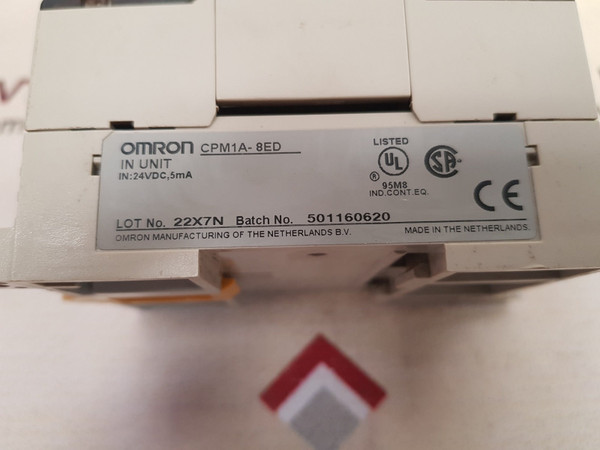 OMRON CPM1A-8ED
IN UNIT
IN:24VDC,5mA
LISTED
UL
®
SA
95M8
IND.CONT.EQ.
CE
LOT No. 22X7N Batch No. 501160620
OMRON MANUFACTURING OF THE NETHERLANDS B.V. MADE IN THE NETHERLANDS.